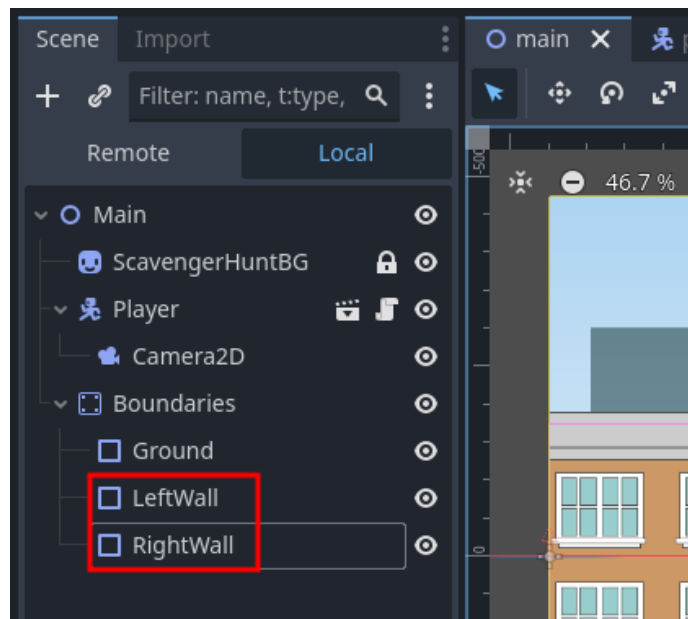 Scene Import
main
Filter: name, t:type,
Remote Local
-500
46.7 %
Main
ScavengerHuntBG
Player
Camera2D
Boundaries
Ground
LeftWall
RightWall
0